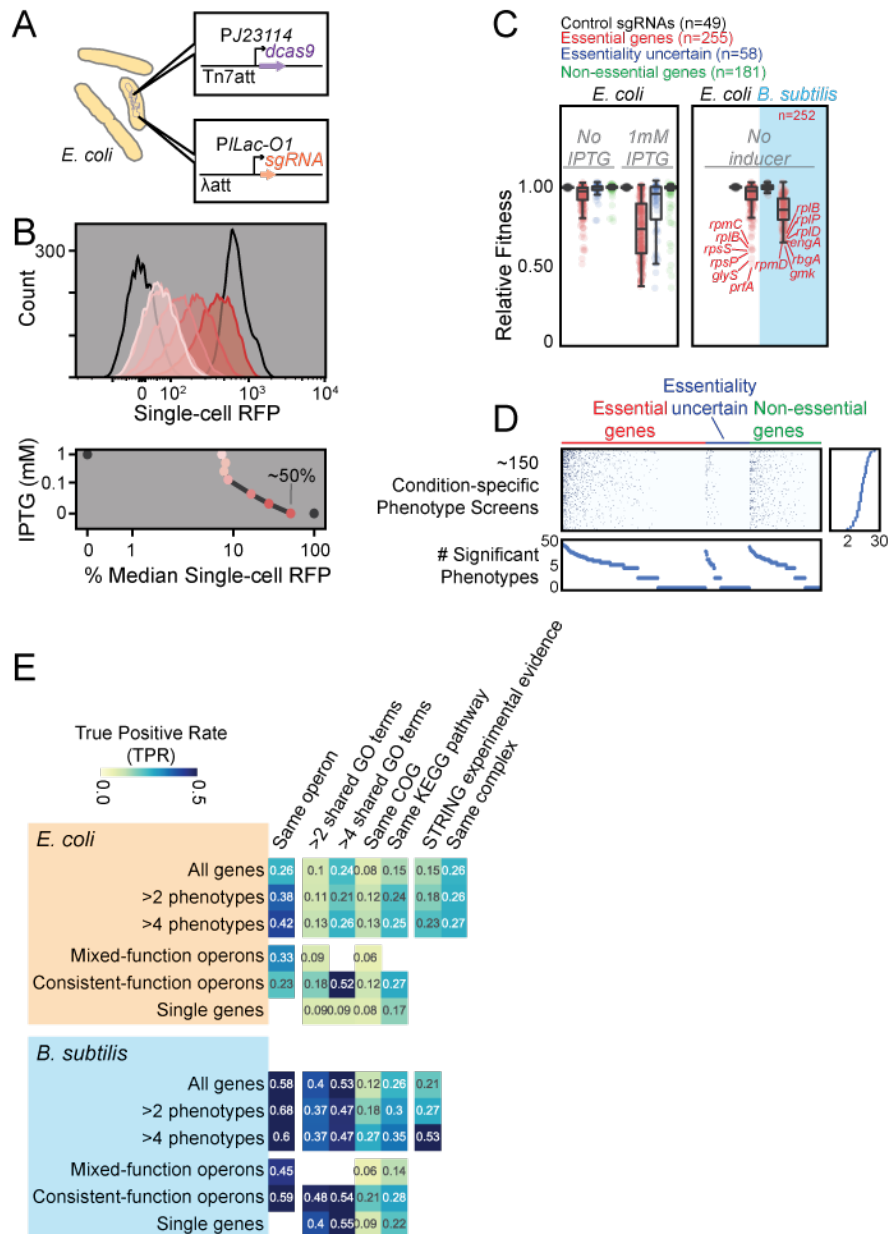 A
PJ23114
dcas9
Tn7att
E. coli
PlLac-O1
sgRNA
λatt
B
300
Count
0
10²
10³
10⁴
Single-cell RFP
IPTG (mM)
1
0.1
0
~50%
0
1
10
100
% Median Single-cell RFP
C
Control sgRNAs (n=49)
Essential genes (n=255)
Essentiality uncertain (n=58)
Non-essential genes (n=181)
E. coli
E. coli B. subtilis
n=252
No
IPTG
1mM
IPTG
No
inducer
Relative Fitness
1.00
0.50
0
rpmC
rplB
rpsS
rpsP
glyS
prfA
rpmD
rplB
rplP
rplD
engA
rbgA
gmk
D
Essentiality
Essential uncertain Non-essential
genes
genes
~150
Condition-specific
Phenotype Screens
2 30
# Significant
Phenotypes
50
5
0
E
True Positive Rate
(TPR)
0.0
0.5
Same operon
>2 shared GO terms
>4 shared GO terms
Same COG
Same KEGG pathway
STRING experimental evidence
Same complex
E. coli
All genes 0.26 0.1 0.24 0.08 0.15 0.15 0.26
>2 phenotypes 0.38 0.11 0.21 0.12 0.24 0.18 0.26
>4 phenotypes 0.42 0.13 0.26 0.13 0.25 0.23 0.27
Mixed-function operons 0.33 0.09 0.06
Consistent-function operons 0.23 0.18 0.52 0.12 0.27
Single genes 0.09 0.09 0.08 0.17
B. subtilis
All genes 0.58 0.4 0.53 0.12 0.26 0.21
>2 phenotypes 0.68 0.37 0.47 0.18 0.3 0.27
>4 phenotypes 0.6 0.37 0.47 0.27 0.35 0.53
Mixed-function operons 0.45 0.06 0.14
Consistent-function operons 0.59 0.48 0.54 0.21 0.28
Single genes 0.4 0.55 0.09 0.22